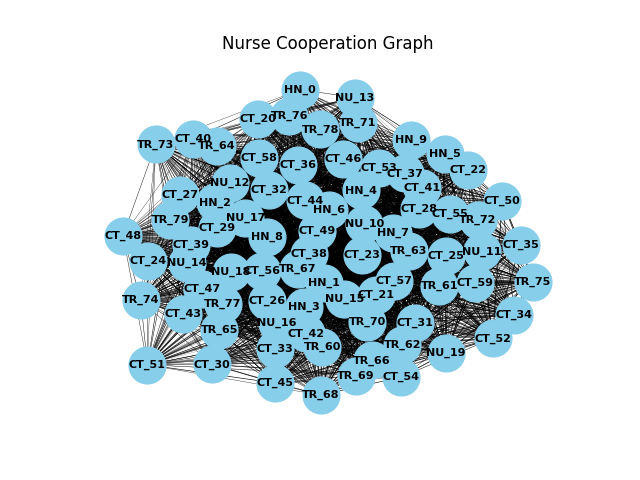 Nurse Cooperation Graph
HN_0
NU_13
CT_20
TR_76
TR_71
TR_78
TR_73
CT_40
TR_64
HN_9
HN_5
CT_58
CT_36
CT_46
CT_53
CT_37
CT_22
NU_12
CT_32
HN_4
CT_41
CT_27
HN_2
CT_44
HN_6
CT_28
CT_55
CT_50
TR_79
NU_17
NU_10
TR_72
CT_29
CT_49
HN_7
CT_48
HN_8
CT_39
CT_35
CT_24
NU_14
CT_38
CT_23
TR_63
CT_25
NU_11
NU_18
CT_56
TR_67
HN_1
CT_57
TR_61
CT_59
TR_75
CT_47
TR_74
TR_77
CT_26
HN_3
NU_15
CT_21
CT_43
CT_34
TR_65
NU_16
TR_70
CT_31
CT_42
CT_33
TR_60
TR_62
CT_52
NU_19
CT_51
CT_30
TR_66
CT_45
TR_69
CT_54
TR_68